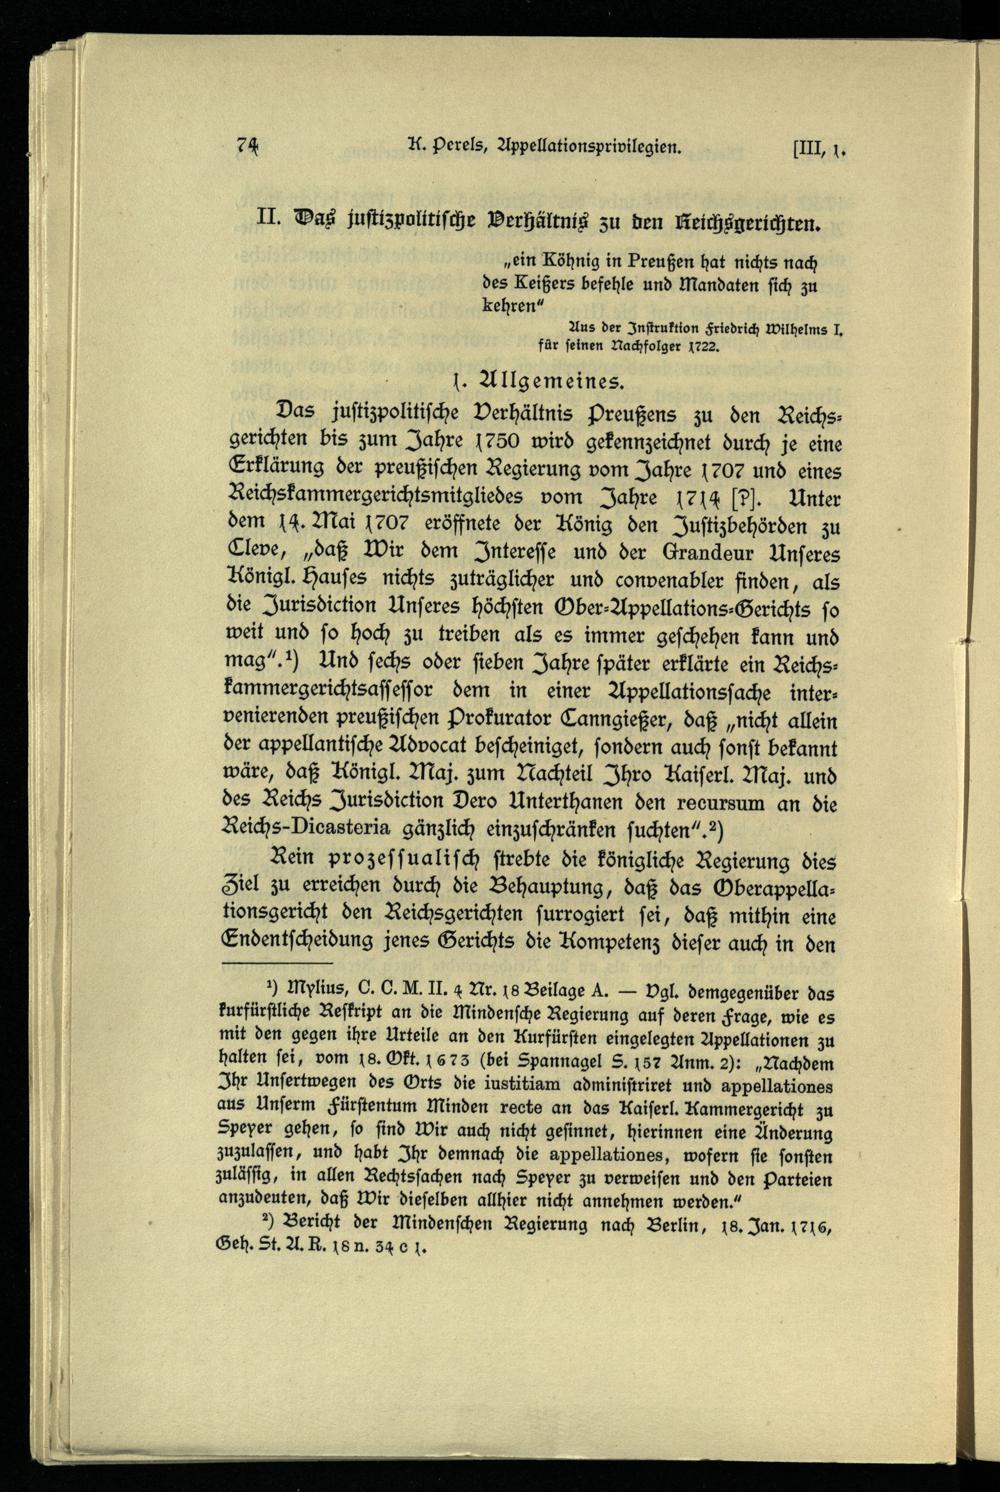 74 K. Perels, Appellationsprivilegien. [III, 1.
II. Das justizpolitische Verhältnis zu den Reichsgerichten.
„ein Köhnig in Preußen hat nichts nach
des Keißers befehle und Mandaten sich zu
kehren“
Aus der Instruktion Friedrich Wilhelms I.
für seinen Nachfolger 1722.
1. Allgemeines.
Das justizpolitische Verhältnis Preußens zu den Reichs-
gerichten bis zum Jahre 1750 wird gekennzeichnet durch je eine
Erklärung der preußischen Regierung vom Jahre 1707 und eines
Reichskammergerichtsmitgliedes vom Jahre 1714 [?]. Unter
dem 14. Mai 1707 eröffnete der König den Justizbehörden zu
Cleve, „daß Wir dem Interesse und der Grandeur Unseres
Königl. Hauses nichts zuträglicher und convenabler finden, als
die Jurisdiction Unseres höchsten Ober-Appellations-Gerichts so
weit und so hoch zu treiben als es immer geschehen kann und
mag“.¹) Und sechs oder sieben Jahre später erklärte ein Reichs-
kammergerichtsassessor dem in einer Appellationssache inter-
venierenden preußischen Prokurator Canngießer, daß „nicht allein
der appellantische Advocat bescheiniget, sondern auch sonst bekannt
wäre, daß Königl. Maj. zum Nachteil Ihro Kaiserl. Maj. und
des Reichs Jurisdiction Dero Unterthanen den recursum an die
Reichs-Dicasteria gänzlich einzuschränken suchten“.²)
Rein prozessualisch strebte die königliche Regierung dies
Ziel zu erreichen durch die Behauptung, daß das Oberappella-
tionsgericht den Reichsgerichten surrogiert sei, daß mithin eine
Endentscheidung jenes Gerichts die Kompetenz dieser auch in den
¹) Mylius, C. C. M. II. 4 Nr. 18 Beilage A. — Vgl. demgegenüber das
kurfürstliche Reskript an die Mindensche Regierung auf deren Frage, wie es
mit den gegen ihre Urteile an den Kurfürsten eingelegten Appellationen zu
halten sei, vom 18. Okt. 1673 (bei Spannagel S. 157 Anm. 2): „Nachdem
Ihr Unsertwegen des Orts die iustitiam administriret und appellationes
aus Unserm Fürstentum Minden recte an das Kaiserl. Kammergericht zu
Speyer gehen, so sind Wir auch nicht gesinnet, hierinnen eine Änderung
zuzulassen, und habt Ihr demnach die appellationes, wofern sie sonsten
zulässig, in allen Rechtssachen nach Speyer zu verweisen und den Parteien
anzudeuten, daß Wir dieselben allhier nicht annehmen werden.“
²) Bericht der Mindenschen Regierung nach Berlin, 18. Jan. 1716,
Geh. St. A. R. 18 n. 34 c 1.